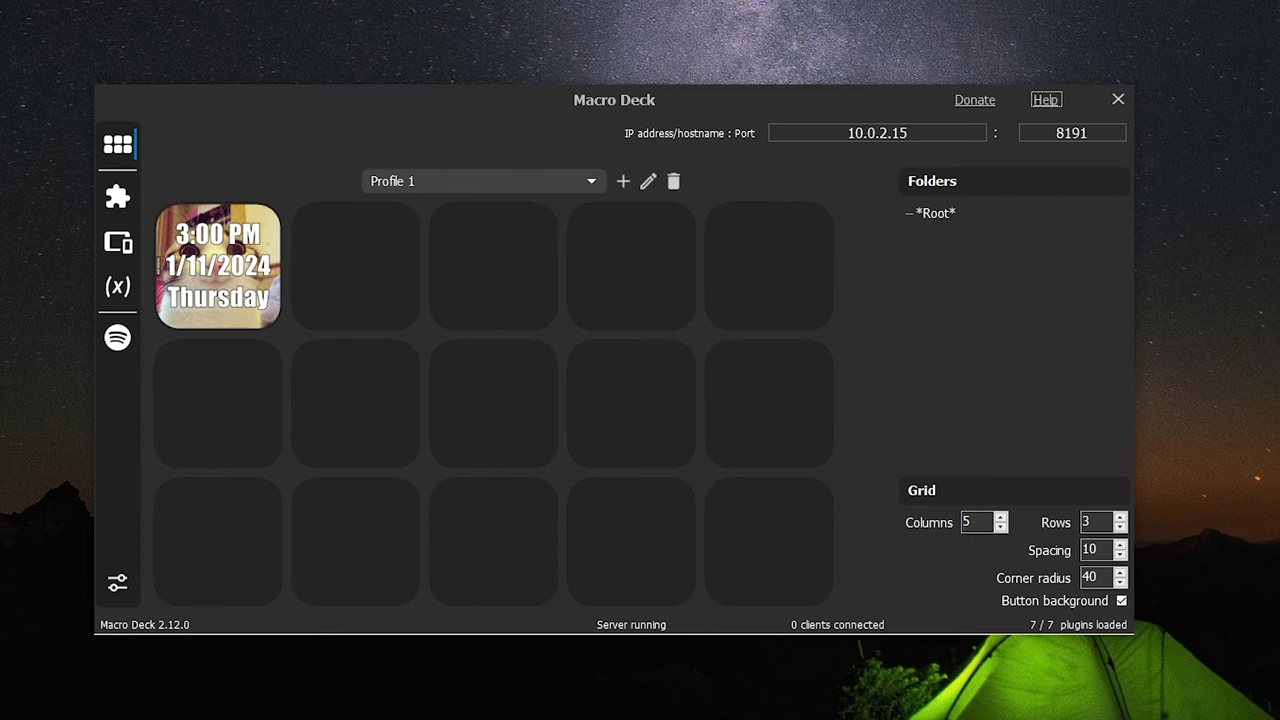 Macro Deck
Donate
Help
IP address/hostname : Port
10.0.2.15
:
8191
(x)
Profile 1
3:00 PM
1/11/2024
Thursday
Folders
*Root*
Grid
Columns 5
Rows 3
Spacing 10
Corner radius 40
Button background
Macro Deck 2.12.0
Server running
0 clients connected
7 / 7 plugins loaded